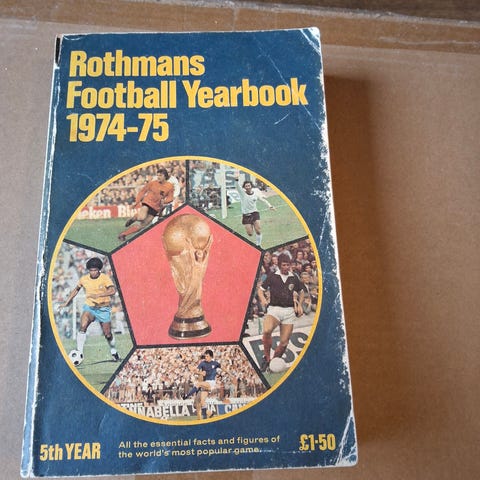 Rothmans
Football Yearbook
1974-75
5th YEAR
All the essential facts and figures of
the world's most popular game.
£1·50